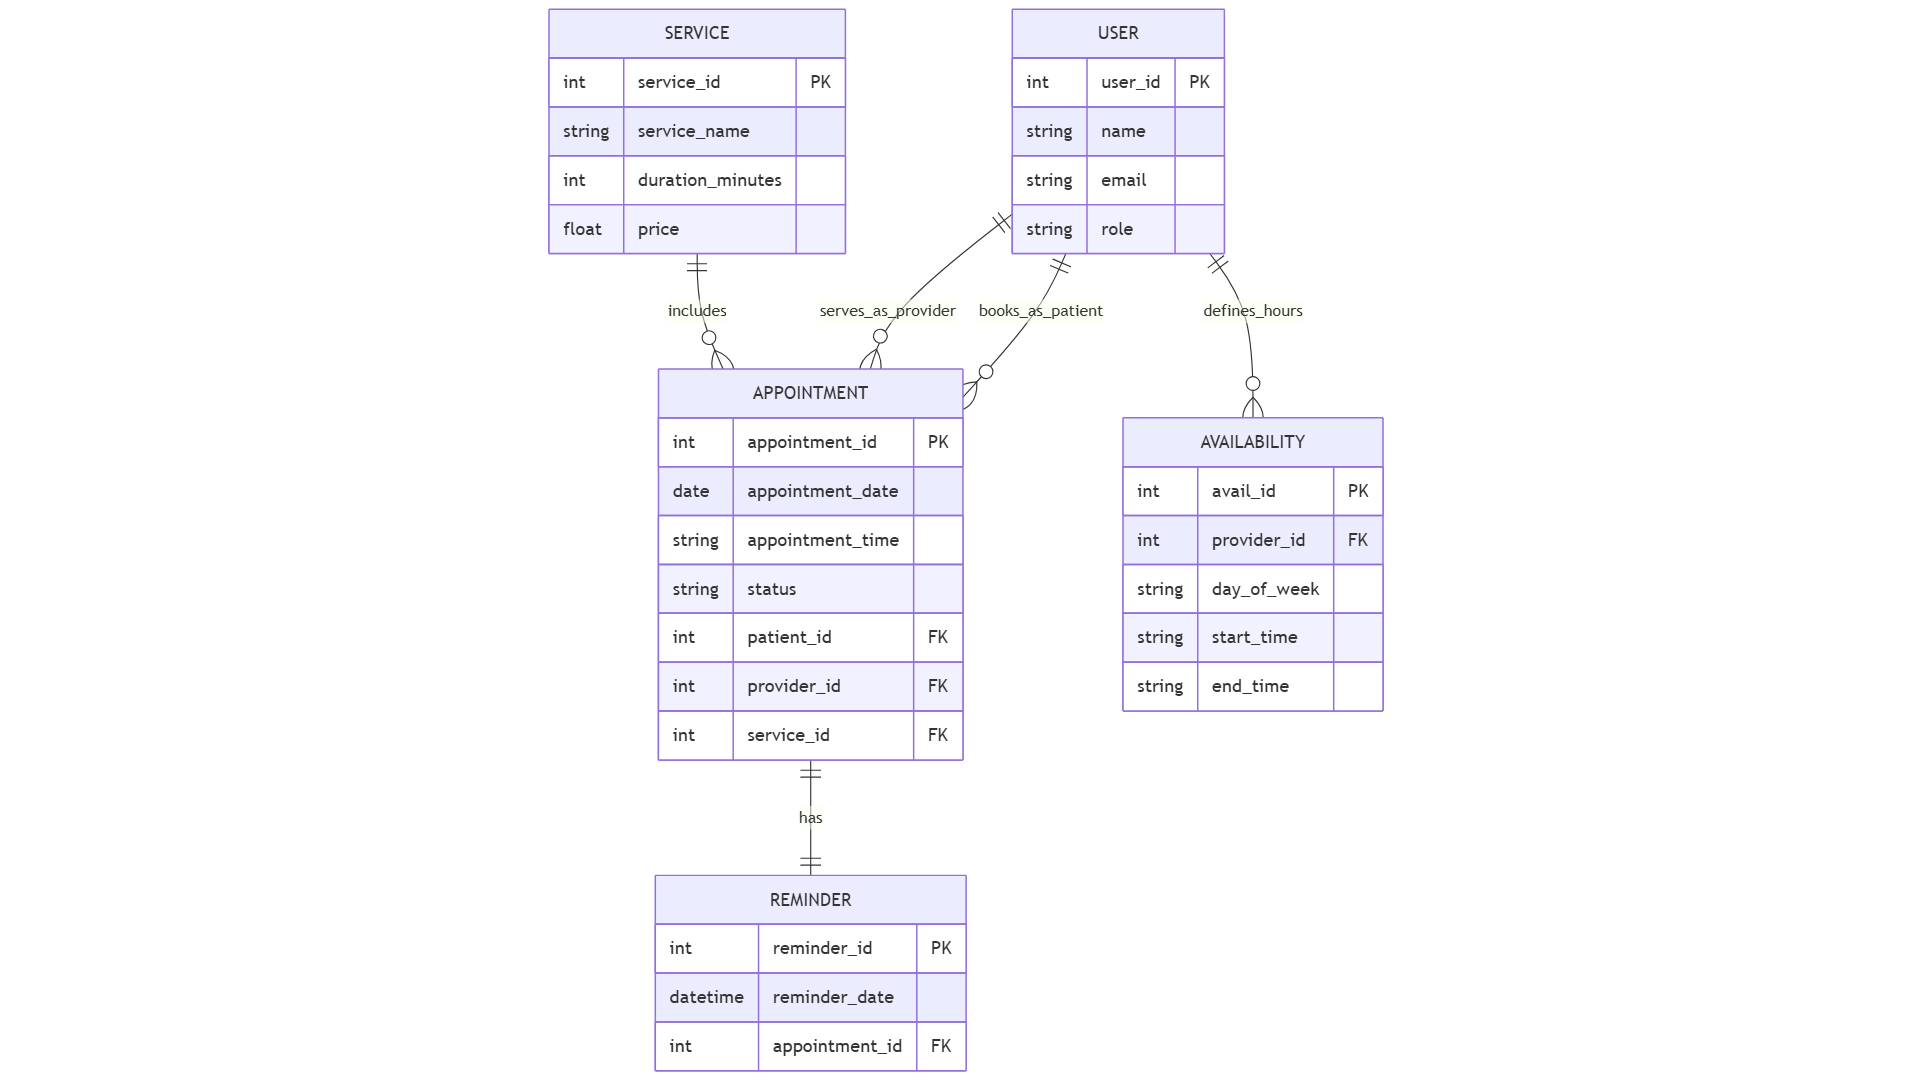 SERVICE
int service_id PK
string service_name
int duration_minutes
float price
USER
int user_id PK
string name
string email
string role
includes
serves_as_provider
books_as_patient
defines_hours
APPOINTMENT
int appointment_id PK
date appointment_date
string appointment_time
string status
int patient_id FK
int provider_id FK
int service_id FK
AVAILABILITY
int avail_id PK
int provider_id FK
string day_of_week
string start_time
string end_time
has
REMINDER
int reminder_id PK
datetime reminder_date
int appointment_id FK